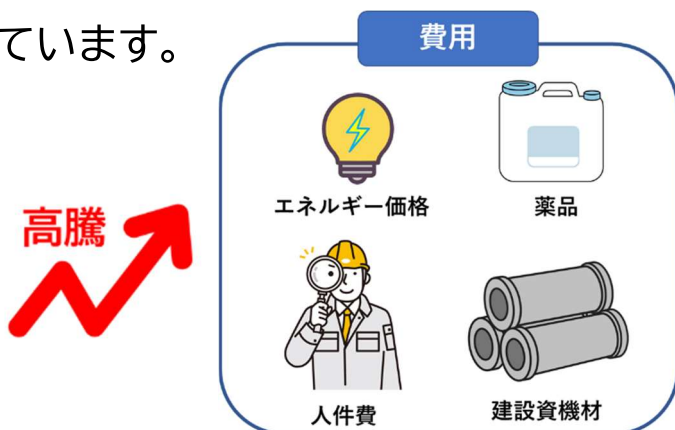 ています。
費用
エネルギー価格
薬品
高騰
人件費
建設資機材